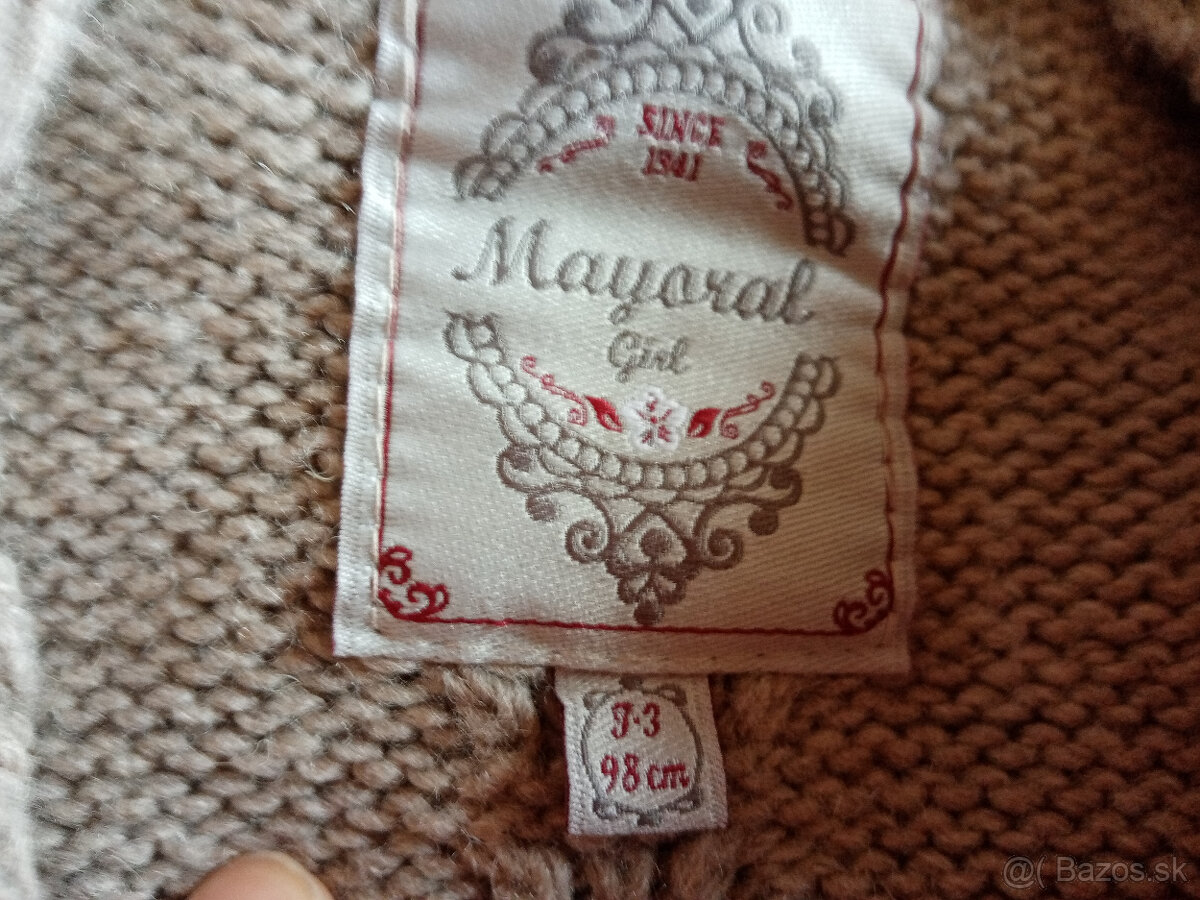 SINCE
1941
Mayoral
Girl
T·3
98 cm
@( Bazos.sk